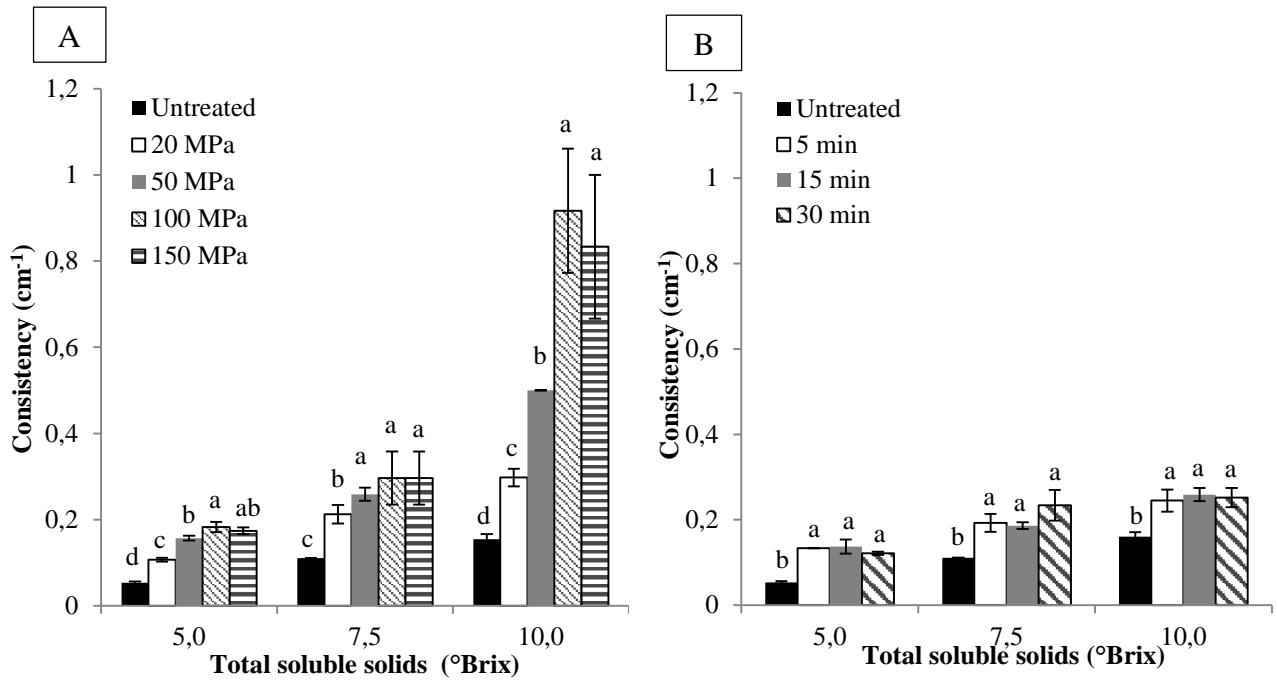 A
1,2
1
0,8
0,6
0,4
0,2
0
Consistency (cm-1)
Untreated
20 MPa
50 MPa
100 MPa
150 MPa
d c b a ab
c b a a a
d c b a a
5,0 7,5 10,0
Total soluble solids (°Brix)
B
1,2
1
0,8
0,6
0,4
0,2
0
Consistency (cm-1)
Untreated
5 min
15 min
30 min
b a a a
b a a a
b a a a
5,0 7,5 10,0
Total soluble solids (°Brix)